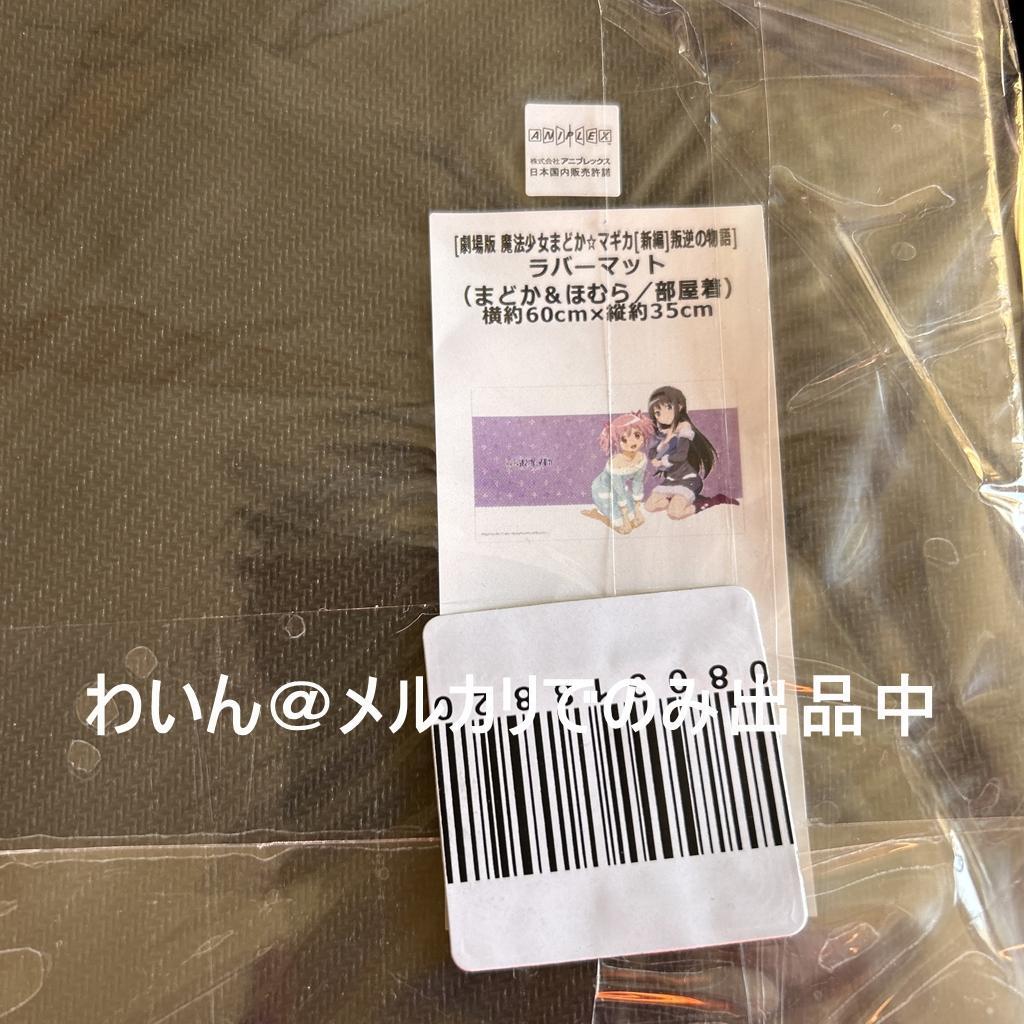 ANIPLEX
株式会社アニプレックス
日本国内販売許諾
[劇場版 魔法少女まどか☆マギカ[新編]叛逆の物語]
ラバーマット
（まどか＆ほむら／部屋着）
横約60cm×縦約35cm
わいん@メルカリでのみ出品中